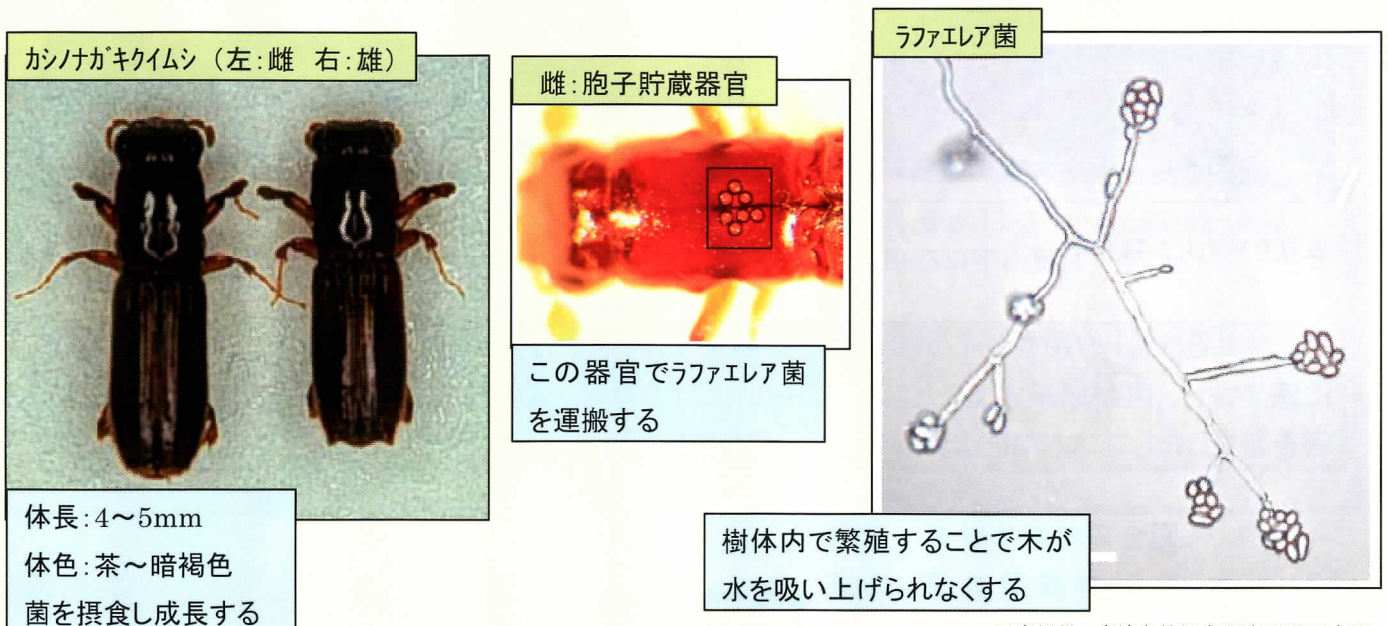 カシノナガキクイムシ (左:雌 右:雄)
体長:4~5mm
体色:茶~暗褐色
菌を摂食し成長する
雌:胞子貯蔵器官
この器官でラファエレア菌
を運搬する
ラファエレア菌
樹体内で繁殖することで木が
水を吸い上げられなくする